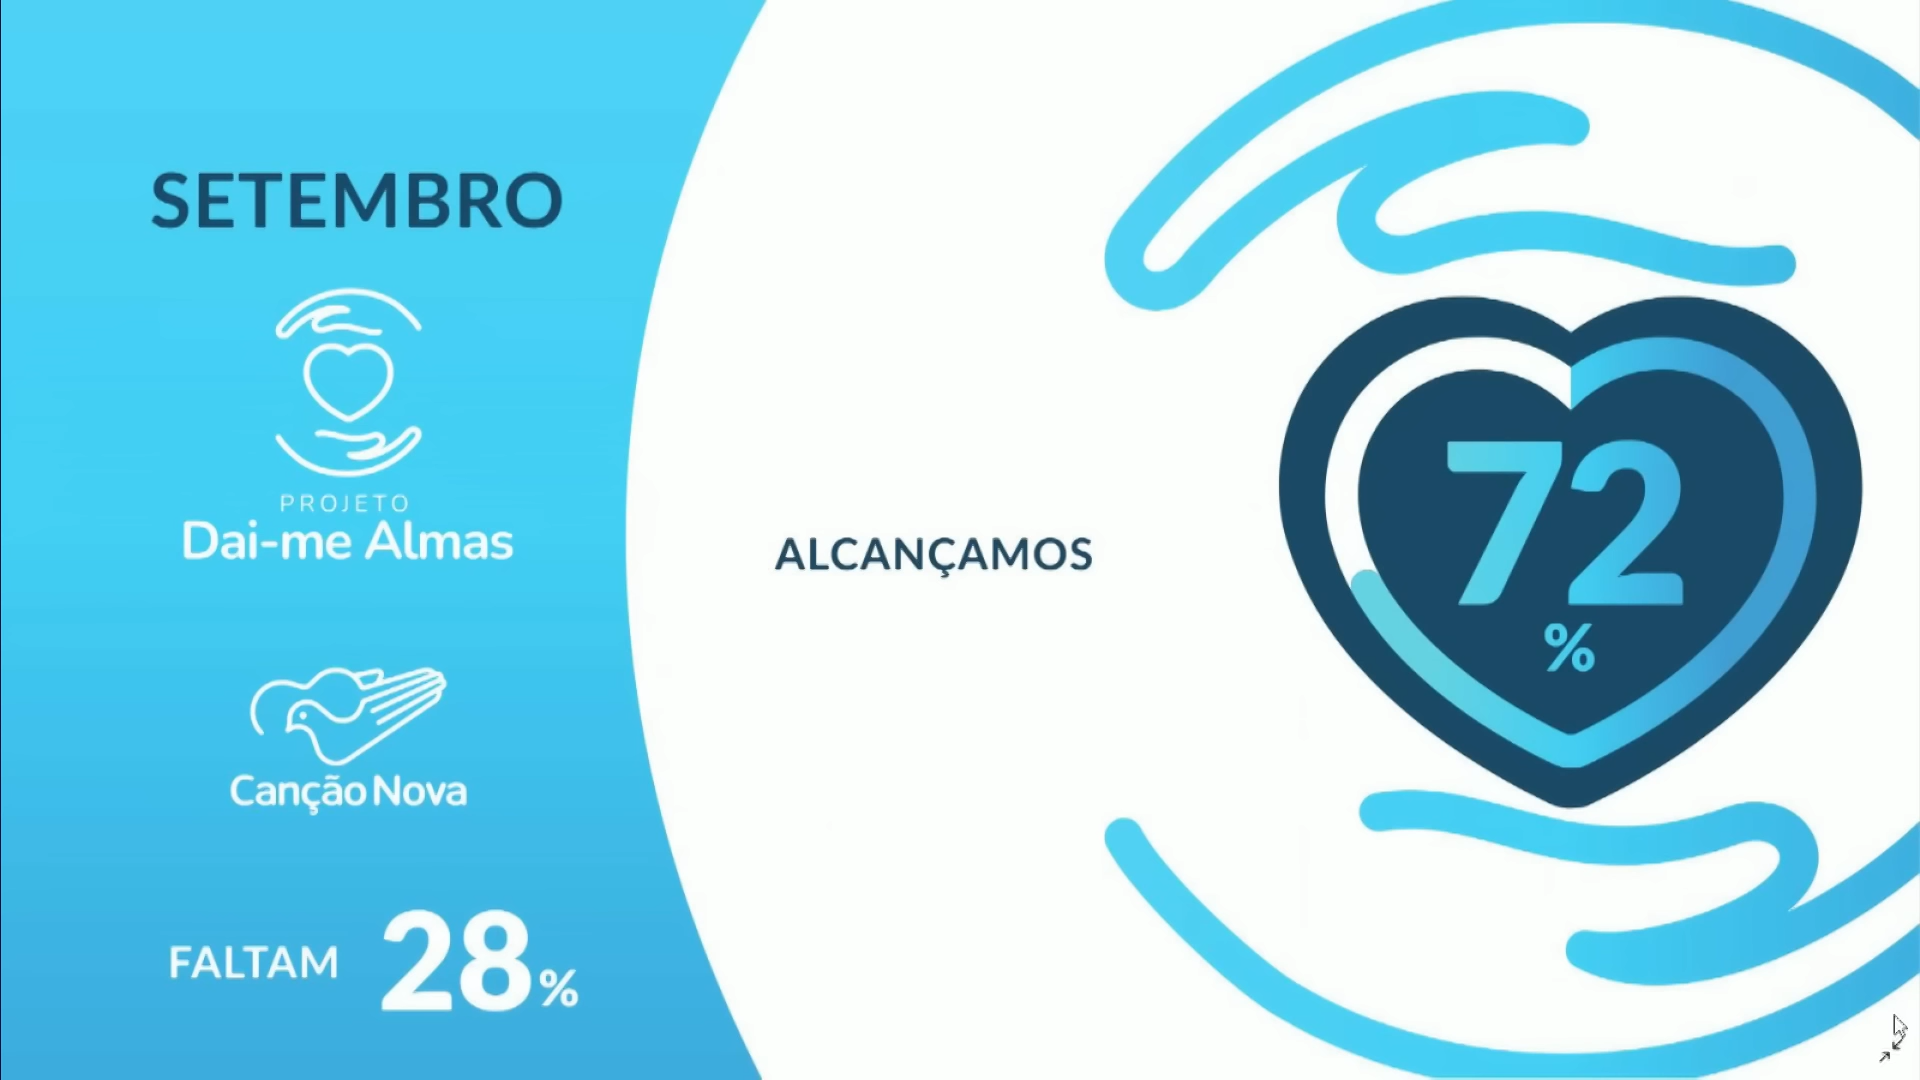 SETEMBRO
PROJETO
Dai-me Almas
Canção Nova
FALTAM 28%
ALCANÇAMOS
72
%